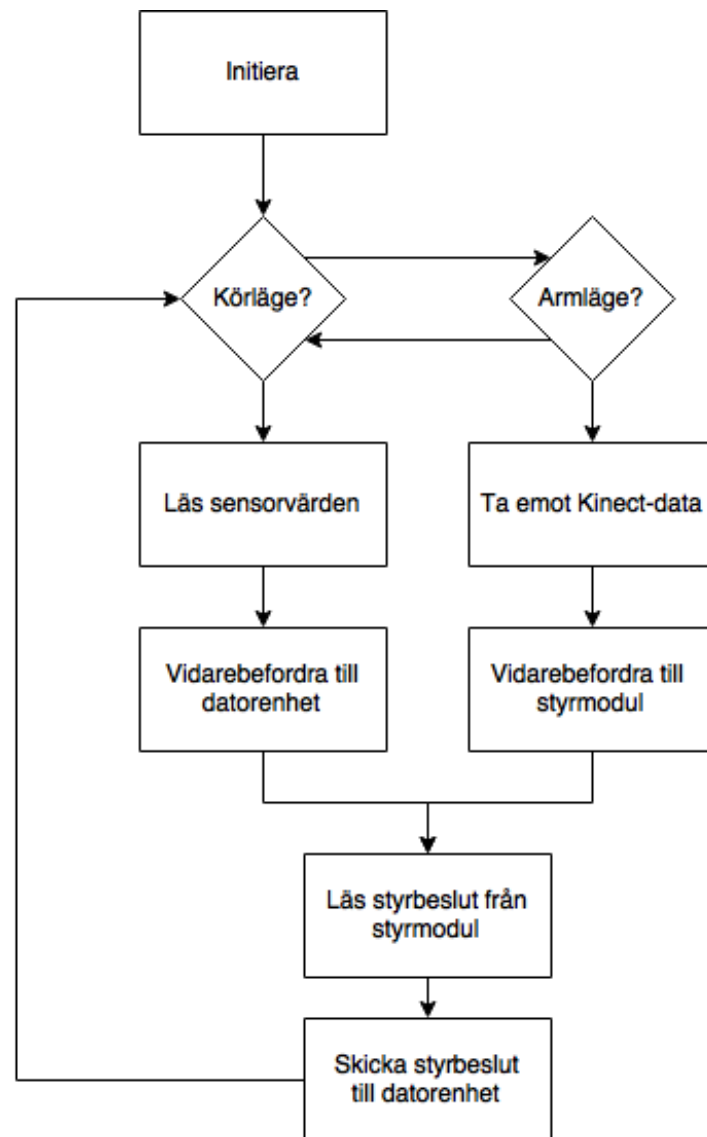 Initiera
Körläge?
Armläge?
Läs sensorvärden
Ta emot Kinect-data
Vidarebefordra till
datorenhet
Vidarebefordra till
styrmodul
Läs styrbeslut från
styrmodul
Skicka styrbeslut
till datorenhet